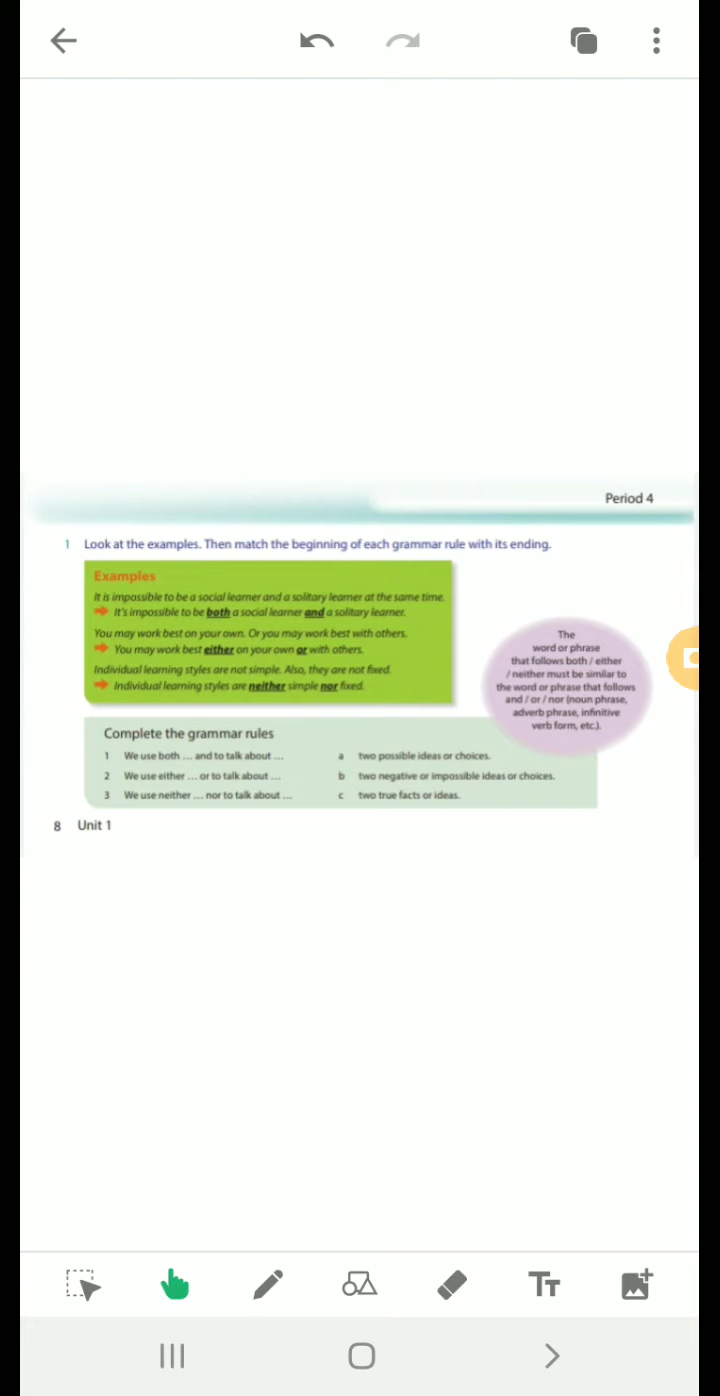 Period 4
1 Look at the examples. Then match the beginning of each grammar rule with its ending.
Examples
It is impossible to be a social learner and a solitary learner at the same time.
It's impossible to be both a social learner and a solitary learner.
You may work best on your own. Or you may work best with others.
You may work best either on your own or with others.
Individual learning styles are not simple. Also, they are not fixed.
Individual learning styles are neither simple nor fixed.
The
word or phrase
that follows both / either
/ neither must be similar to
the word or phrase that follows
and / or / nor (noun phrase,
adverb phrase, infinitive
verb form, etc.).
Complete the grammar rules
1 We use both ... and to talk about ...
2 We use either ... or to talk about ...
3 We use neither ... nor to talk about ...
a two possible ideas or choices.
b two negative or impossible ideas or choices.
c two true facts or ideas.
8 Unit 1
TT